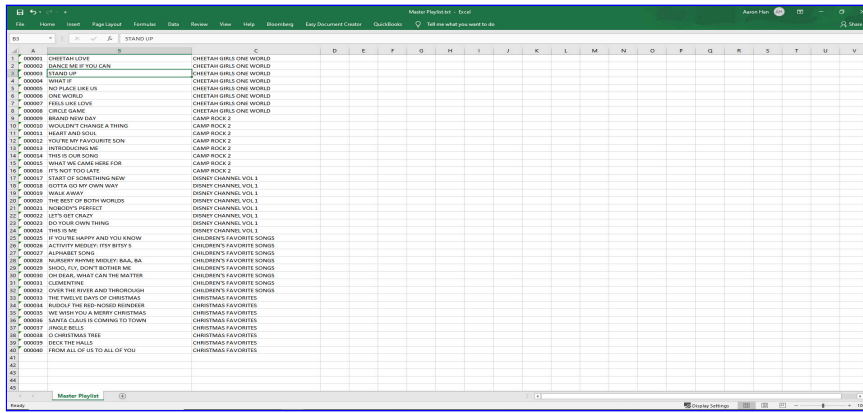 Master Playlist.txt - Excel
Aaron Han
File Home Insert Page Layout Formulas Data Review View Help Bloomberg Easy Document Creator QuickBooks Tell me what you want to do Share
B3 fx STAND UP
A B C D E F G H I J K L M N O P Q R S T U V
1 000001 CHEETAH LOVE CHEETAH GIRLS ONE WORLD
2 000002 DANCE ME IF YOU CAN CHEETAH GIRLS ONE WORLD
3 000003 STAND UP CHEETAH GIRLS ONE WORLD
4 000004 WHAT IF CHEETAH GIRLS ONE WORLD
5 000005 NO PLACE LIKE US CHEETAH GIRLS ONE WORLD
6 000006 ONE WORLD CHEETAH GIRLS ONE WORLD
7 000007 FEELS LIKE LOVE CHEETAH GIRLS ONE WORLD
8 000008 CIRCLE GAME CHEETAH GIRLS ONE WORLD
9 000009 BRAND NEW DAY CAMP ROCK 2
10 000010 WOULDN'T CHANGE A THING CAMP ROCK 2
11 000011 HEART AND SOUL CAMP ROCK 2
12 000012 YOU'RE MY FAVOURITE SON CAMP ROCK 2
13 000013 INTRODUCING ME CAMP ROCK 2
14 000014 THIS IS OUR SONG CAMP ROCK 2
15 000015 WHAT WE CAME HERE FOR CAMP ROCK 2
16 000016 IT'S NOT TOO LATE CAMP ROCK 2
17 000017 START OF SOMETHING NEW DISNEY CHANNEL VOL 1
18 000018 GOTTA GO MY OWN WAY DISNEY CHANNEL VOL 1
19 000019 WALK AWAY DISNEY CHANNEL VOL 1
20 000020 THE BEST OF BOTH WORLDS DISNEY CHANNEL VOL 1
21 000021 NOBODY'S PERFECT DISNEY CHANNEL VOL 1
22 000022 LET'S GET CRAZY DISNEY CHANNEL VOL 1
23 000023 DO YOUR OWN THING DISNEY CHANNEL VOL 1
24 000024 THIS IS ME DISNEY CHANNEL VOL 1
25 000025 IF YOU'RE HAPPY AND YOU KNOW CHILDREN'S FAVORITE SONGS
26 000026 ACTIVITY MEDLEY: ITSY BITSY S CHILDREN'S FAVORITE SONGS
27 000027 ALPHABET SONG CHILDREN'S FAVORITE SONGS
28 000028 NURSERY RHYME MIDLEY: BAA, BA CHILDREN'S FAVORITE SONGS
29 000029 SHOO, FLY, DON'T BOTHER ME CHILDREN'S FAVORITE SONGS
30 000030 OH DEAR, WHAT CAN THE MATTER CHILDREN'S FAVORITE SONGS
31 000031 CLEMENTINE CHILDREN'S FAVORITE SONGS
32 000032 OVER THE RIVER AND THROROUGH CHILDREN'S FAVORITE SONGS
33 000033 THE TWELVE DAYS OF CHRISTMAS CHRISTMAS FAVORITES
34 000034 RUDOLF THE RED-NOSED REINDEER CHRISTMAS FAVORITES
35 000035 WE WISH YOU A MERRY CHRISTMAS CHRISTMAS FAVORITES
36 000036 SANTA CLAUS IS COMING TO TOWN CHRISTMAS FAVORITES
37 000037 JINGLE BELLS CHRISTMAS FAVORITES
38 000038 O CHRISTMAS TREE CHRISTMAS FAVORITES
39 000039 DECK THE HALLS CHRISTMAS FAVORITES
40 000040 FROM ALL OF US TO ALL OF YOU CHRISTMAS FAVORITES
41
42
43
44
45
Master Playlist
Ready Display Settings